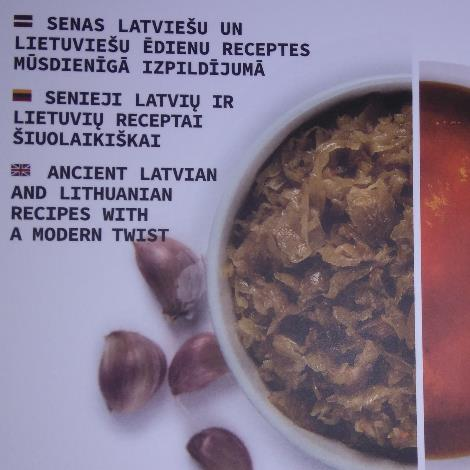 SENAS LATVIEŠU UN
LIETUVIEŠU ĒDIENU RECEPTES
MŪSDIENĪGĀ IZPILDĪJUMĀ
SENIEJI LATVIŲ IR
LIETUVIŲ RECEPTAI
ŠIUOLAIKIŠKAI
ANCIENT LATVIAN
AND LITHUANIAN
RECIPES WITH
A MODERN TWIST